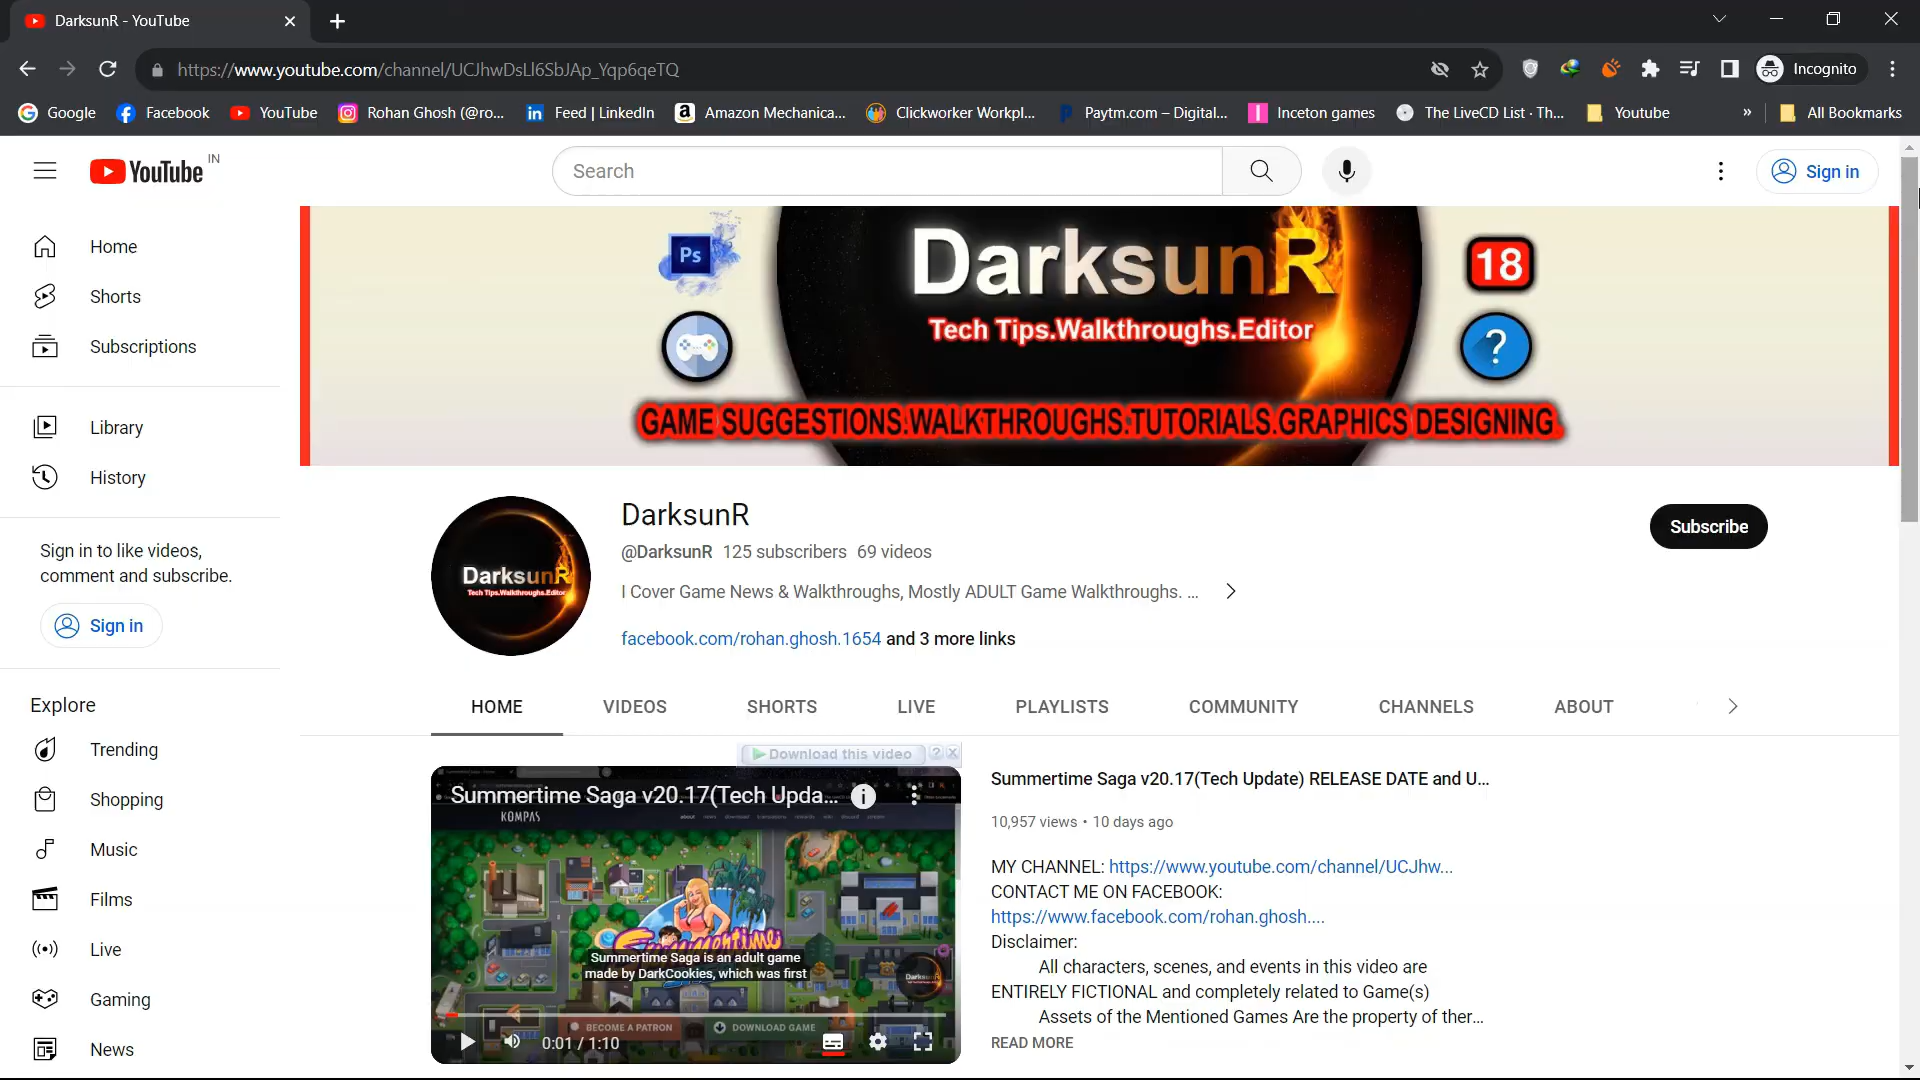 DarksunR - YouTube
https://www.youtube.com/channel/UCJhwDsLl6SbJAp_Yqp6qeTQ
Incognito
Google
Facebook
YouTube
Rohan Ghosh (@ro...
Feed | LinkedIn
Amazon Mechanica...
Clickworker Workpl...
Paytm.com – Digital...
Inceton games
The LiveCD List · Th...
Youtube
»
All Bookmarks
YouTube IN
Search
Sign in
Home
Shorts
Subscriptions
Library
History
Sign in to like videos,
comment and subscribe.
Sign in
Explore
Trending
Shopping
Music
Films
Live
Gaming
News
Ps
DarksunR
18
Tech Tips.Walkthroughs.Editor
?
GAME SUGGESTIONS.WALKTHROUGHS.TUTORIALS.GRAPHICS DESIGNING.
DarksunR
Tech Tips.Walkthroughs.Editor
DarksunR
@DarksunR 125 subscribers 69 videos
I Cover Game News & Walkthroughs, Mostly ADULT Game Walkthroughs. ...
facebook.com/rohan.ghosh.1654 and 3 more links
Subscribe
HOME
VIDEOS
SHORTS
LIVE
PLAYLISTS
COMMUNITY
CHANNELS
ABOUT
Download this video
Summertime Saga v20.17(Tech Upda...
KOMPAS
Summertime
Summertime Saga is an adult game
made by DarkCookies, which was first
DarksunR
BECOME A PATRON
DOWNLOAD GAME
0:01 / 1:10
Summertime Saga v20.17(Tech Update) RELEASE DATE and U...
10,957 views • 10 days ago
MY CHANNEL: https://www.youtube.com/channel/UCJhw...
CONTACT ME ON FACEBOOK:
https://www.facebook.com/rohan.ghosh....
Disclaimer:
All characters, scenes, and events in this video are
ENTIRELY FICTIONAL and completely related to Game(s)
Assets of the Mentioned Games Are the property of ther...
READ MORE